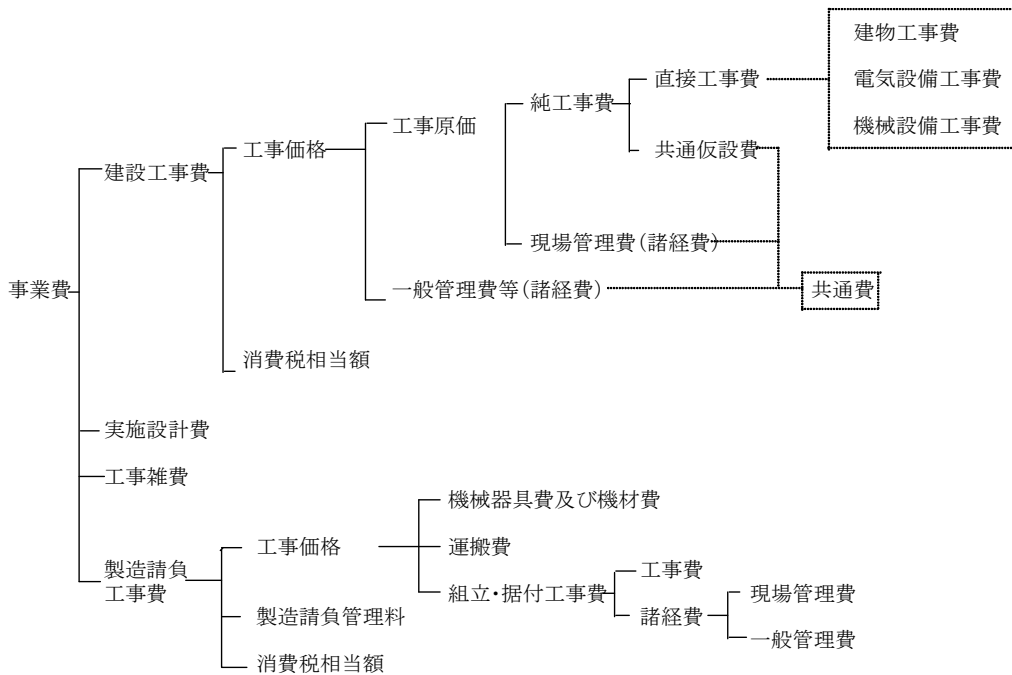 建物工事費
電気設備工事費
機械設備工事費
直接工事費
純工事費
工事原価
共通仮設費
工事価格
建設工事費
現場管理費(諸経費)
事業費
一般管理費等(諸経費)
共通費
消費税相当額
実施設計費
工事雑費
機械器具費及び機材費
工事価格
運搬費
製造請負
工事費
工事費
組立・据付工事費
現場管理費
製造請負管理料
諸経費
一般管理費
消費税相当額